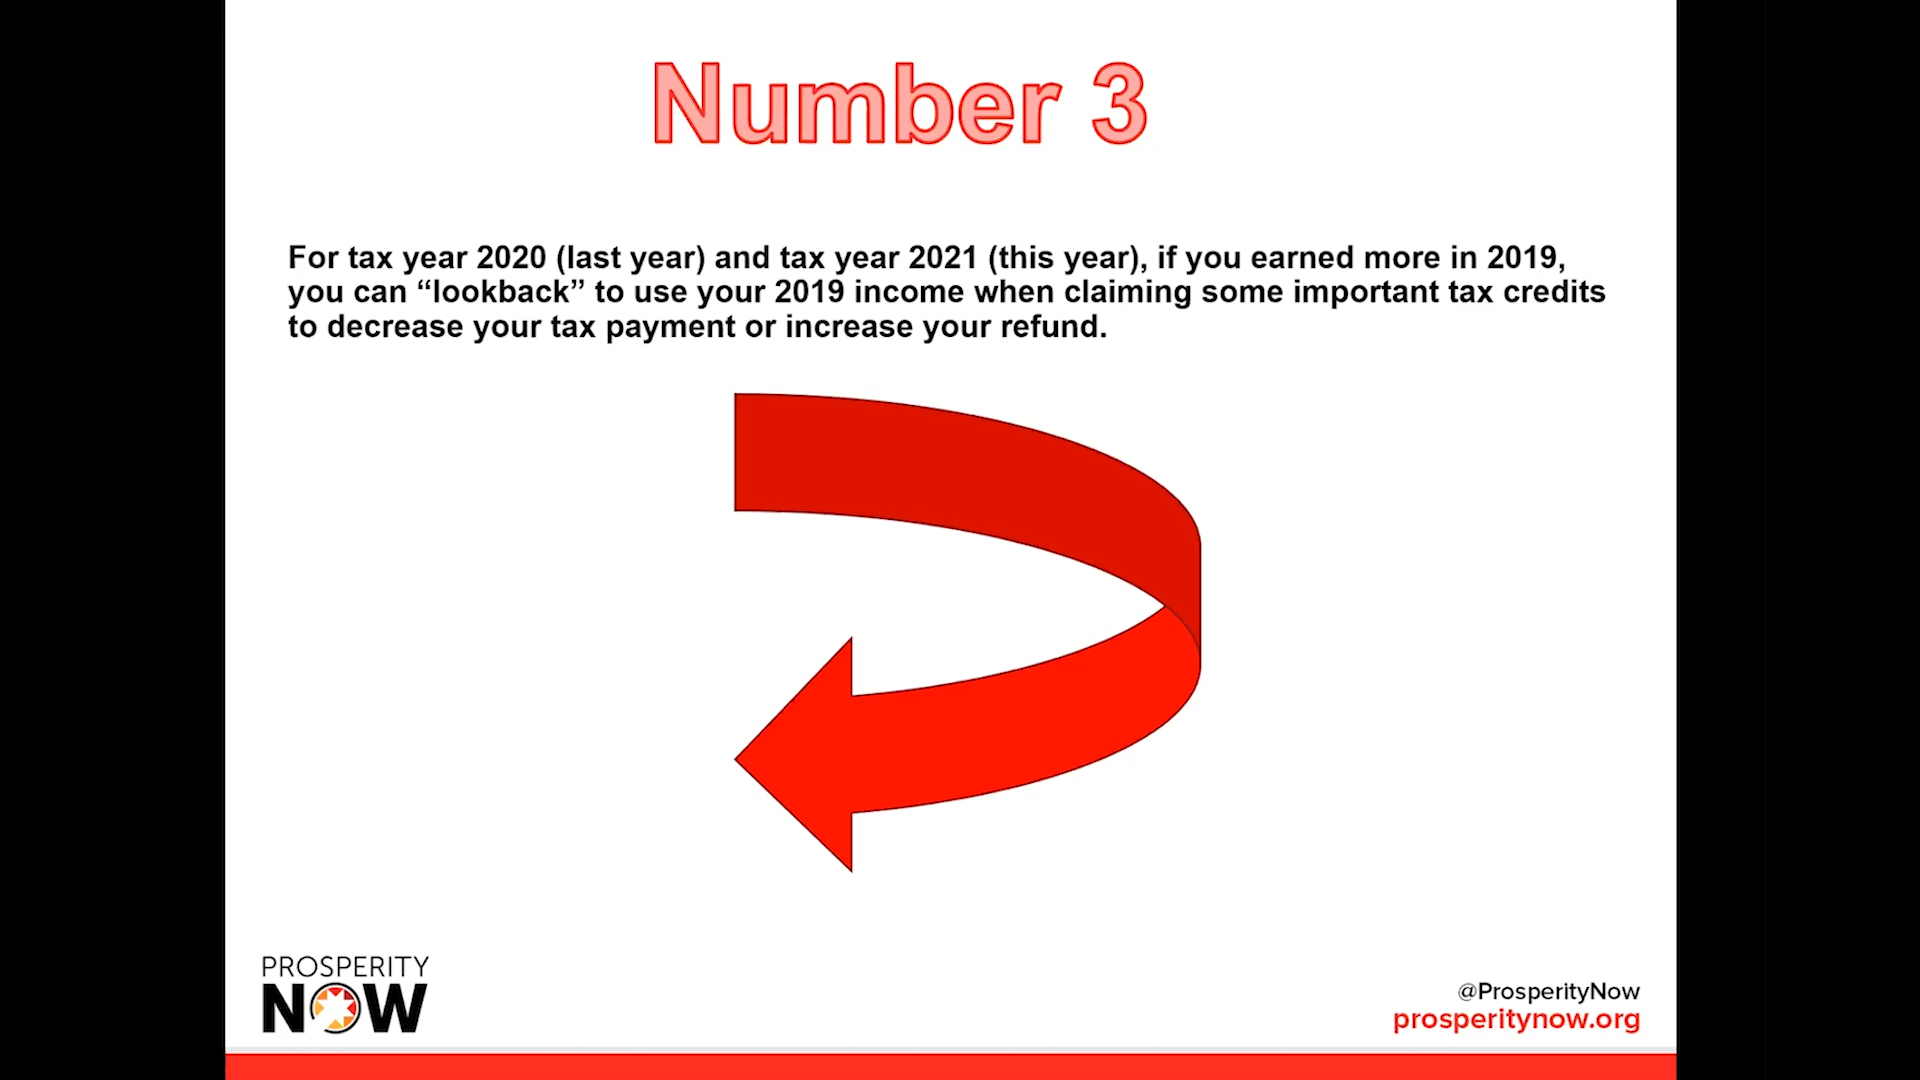 Number 3
For tax year 2020 (last year) and tax year 2021 (this year), if you earned more in 2019,
you can “lookback” to use your 2019 income when claiming some important tax credits
to decrease your tax payment or increase your refund.
PROSPERITY
NOW
@ProsperityNow
prosperitynow.org